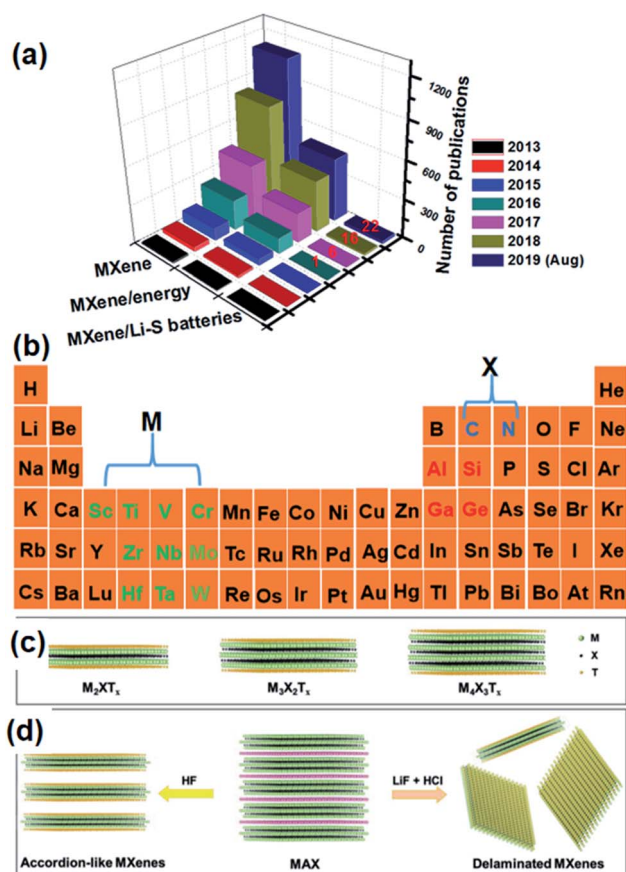 (a)
1200
900
600
300
0
Number of publications
1
22
MXene
MXene/energy
MXene/Li-S batteries
2013
2014
2015
2016
2017
2018
2019 (Aug)
(b)
M
X
H He
Li Be B C N O F Ne
Na Mg Al Si P S Cl Ar
K Ca Sc Ti V Cr Mn Fe Co Ni Cu Zn Ga Ge As Se Br Kr
Rb Sr Y Zr Nb Mo Tc Ru Rh Pd Ag Cd In Sn Sb Te I Xe
Cs Ba Lu Hf Ta W Re Os Ir Pt Au Hg Tl Pb Bi Bo At Rn
(c)
M₂XTₓ
M₃X₂Tₓ
M₄X₃Tₓ
M
X
T
(d)
HF
LiF + HCl
Accordion-like MXenes
MAX
Delaminated MXenes